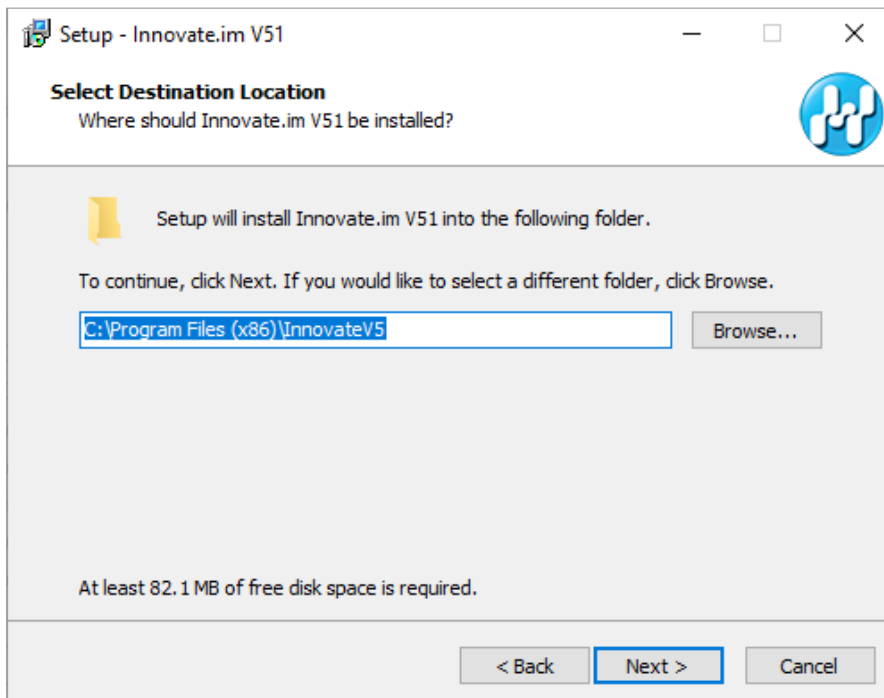 Setup - Innovate.im V51
Select Destination Location
Where should Innovate.im V51 be installed?
Setup will install Innovate.im V51 into the following folder.
To continue, click Next. If you would like to select a different folder, click Browse.
C:\Program Files (x86)\InnovateV5
Browse...
At least 82.1 MB of free disk space is required.
< Back
Next >
Cancel